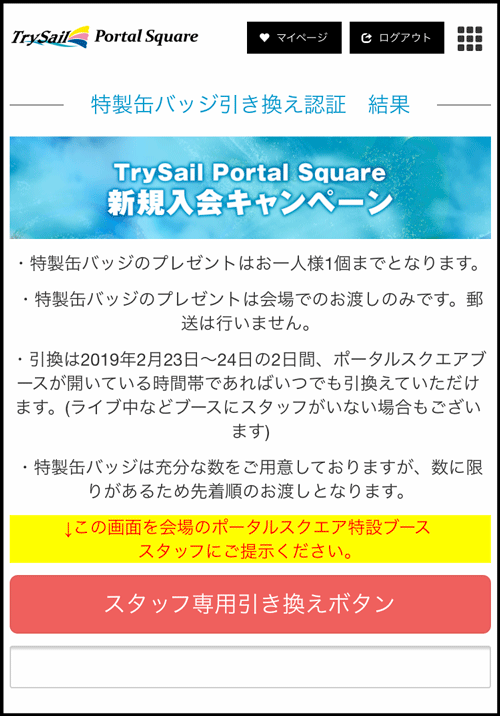 TrySail Portal Square
マイページ
ログアウト
特製缶バッジ引き換え認証　結果
TrySail Portal Square
新規入会キャンペーン
・特製缶バッジのプレゼントはお一人様1個までとなります。
・特製缶バッジのプレゼントは会場でのお渡しのみです。郵
送は行いません。
・引換は2019年2月23日〜24日の2日間、ポータルスクエアブ
ースが開いている時間帯であればいつでも引換えていただけ
ます。(ライブ中などブースにスタッフがいない場合もござい
ます)
・特製缶バッジは充分な数をご用意しておりますが、数に限
りがあるため先着順のお渡しとなります。
↓この画面を会場のポータルスクエア特設ブース
スタッフにご提示ください。
スタッフ専用引き換えボタン